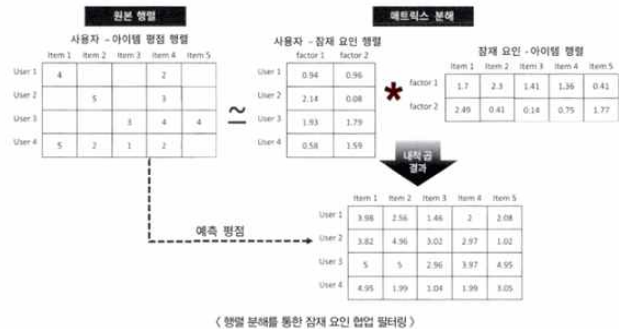 원본 행렬
매트릭스 분해
사용자 – 아이템 평점 행렬
Item 1 Item 2 Item 3 Item 4 Item 5
User 1 4 2
User 2 5 3
User 3 3 4 4
User 4 5 2 1 2
~
사용자 – 잠재 요인 행렬
factor 1 factor 2
User 1 0.94 0.96
User 2 2.14 0.08
User 3 1.93 1.79
User 4 0.58 1.59
*
잠재 요인 - 아이템 행렬
Item 1 Item 2 Item 3 Item 4 Item 5
factor 1 1.7 2.3 1.41 1.36 0.41
factor 2 2.49 0.41 0.14 0.75 1.77
내적 곱
결과
예측 평점
Item 1 Item 2 Item 3 Item 4 Item 5
User 1 3.98 2.56 1.46 2 2.08
User 2 3.82 4.96 3.02 2.97 1.02
User 3 5 5 2.96 3.97 4.95
User 4 4.95 1.99 1.04 1.99 3.05
〈 행렬 분해를 통한 잠재 요인 협업 필터링 〉